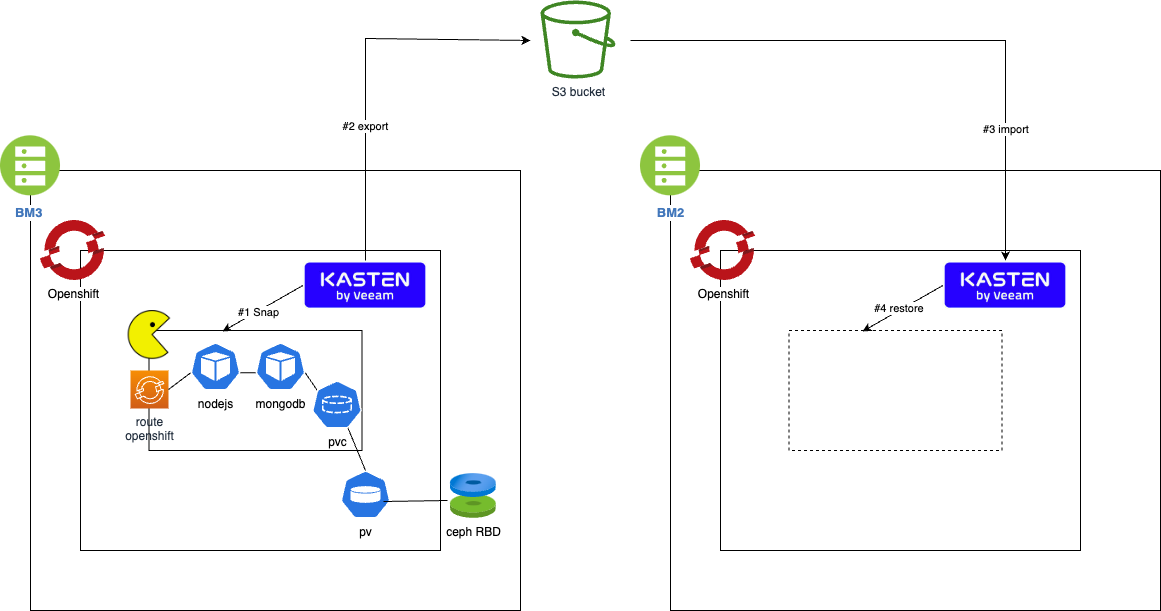 S3 bucket
#2 export
#3 import
BM3
BM2
Openshift
KASTEN
by Veeam
#1 Snap
nodejs
mongodb
route
openshift
pvc
pv
ceph RBD
Openshift
KASTEN
by Veeam
#4 restore